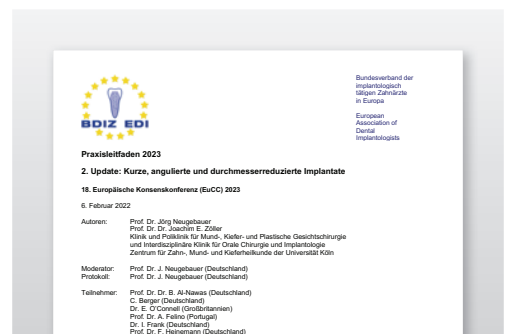 BDIZ EDI
Bundesverband der
implantologisch
tätigen Zahnärzte
in Europa
European
Association of
Dental
Implantologists
Praxisleitfaden 2023
2. Update: Kurze, angulierte und durchmesserreduzierte Implantate
18. Europäische Konsenskonferenz (EuCC) 2023
6. Februar 2022
Autoren: Prof. Dr. Jörg Neugebauer
Prof. Dr. Dr. Joachim E. Zöller
Klinik und Poliklinik für Mund-, Kiefer- und Plastische Gesichtschirurgie
und Interdisziplinäre Klinik für Orale Chirurgie und Implantologie
Zentrum für Zahn-, Mund- und Kieferheilkunde der Universität Köln
Moderator: Prof. Dr. J. Neugebauer (Deutschland)
Protokoll: Prof. Dr. J. Neugebauer (Deutschland)
Teilnehmer: Prof. Dr. Dr. B. Al-Nawas (Deutschland)
C. Berger (Deutschland)
Dr. E. O'Connell (Großbritannien)
Prof. Dr. A. Felino (Portugal)
Dr. I. Frank (Deutschland)
Prof. Dr. F. Heinemann (Deutschland)